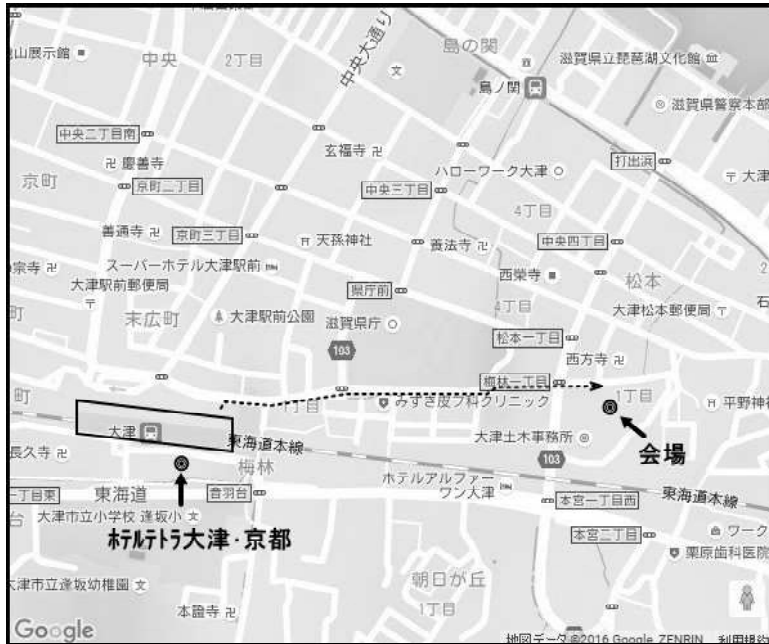 山展示館
中央
2丁目
中央大通り
島の関
滋賀県立琵琶湖文化館
島ノ関
滋賀県警察本部
中央二丁目南
慶善寺
玄福寺
ハローワーク大津
打出浜
大津
京町
京町二丁目
中央三丁目
4丁目
善通寺
京町三丁目
天孫神社
養法寺
中央四丁目
宗寺
スーパーホテル大津駅前
西榮寺
松本
2
大津駅前郵便局
県庁前
4丁目
大津松本郵便局
石
町
末広町
大津駅前公園
滋賀県庁
松本一丁目
103
西方寺
町
梅林一丁目
1丁目
1丁目
みずき皮フ科クリニック
平野神社
大津
東海道本線
大津土木事務所
会場
長久寺
梅林
103
一丁目東
東海道
音羽台
ホテルアルファーワン大津
東海道本線
本宮一丁目西
台
大津市立小学校 逢坂小
ホテルテトラ大津・京都
本宮二丁目
ワーク
栗原歯科医院
大津市立逢坂幼稚園
朝日が丘
1丁目
本證寺
Google
地図データ ©2016 Google, ZENRIN
利用規約